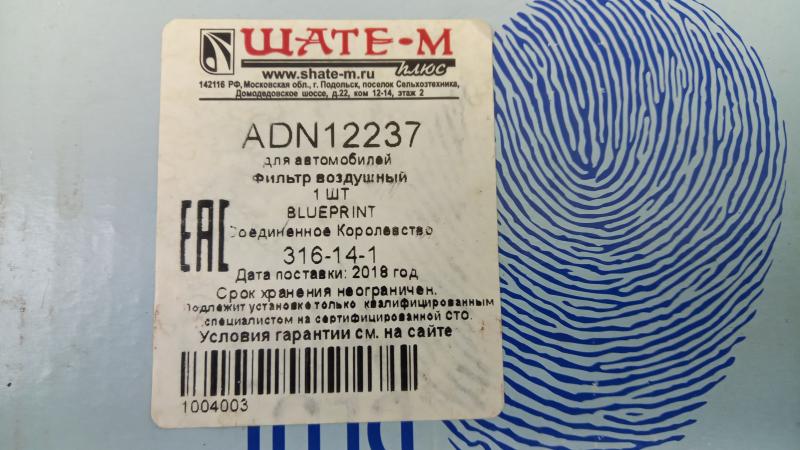 ШАТЕ-М
плюс
www.shate-m.ru
142116 РФ, Московская обл., г. Подольск, поселок Сельхозтехника,
Домодедовское шоссе, д.22, ком 12-14, этаж 2
ADN12237
для автомобилей
Фильтр воздушный
1 ШТ
BLUEPRINT
EAC
Соединенное Королевство
316-14-1
Дата поставки: 2018 год
Срок хранения неограничен.
Подлежит установке только квалифицированным
специалистом на сертифицированной СТО.
Условия гарантии см. на сайте
1004003